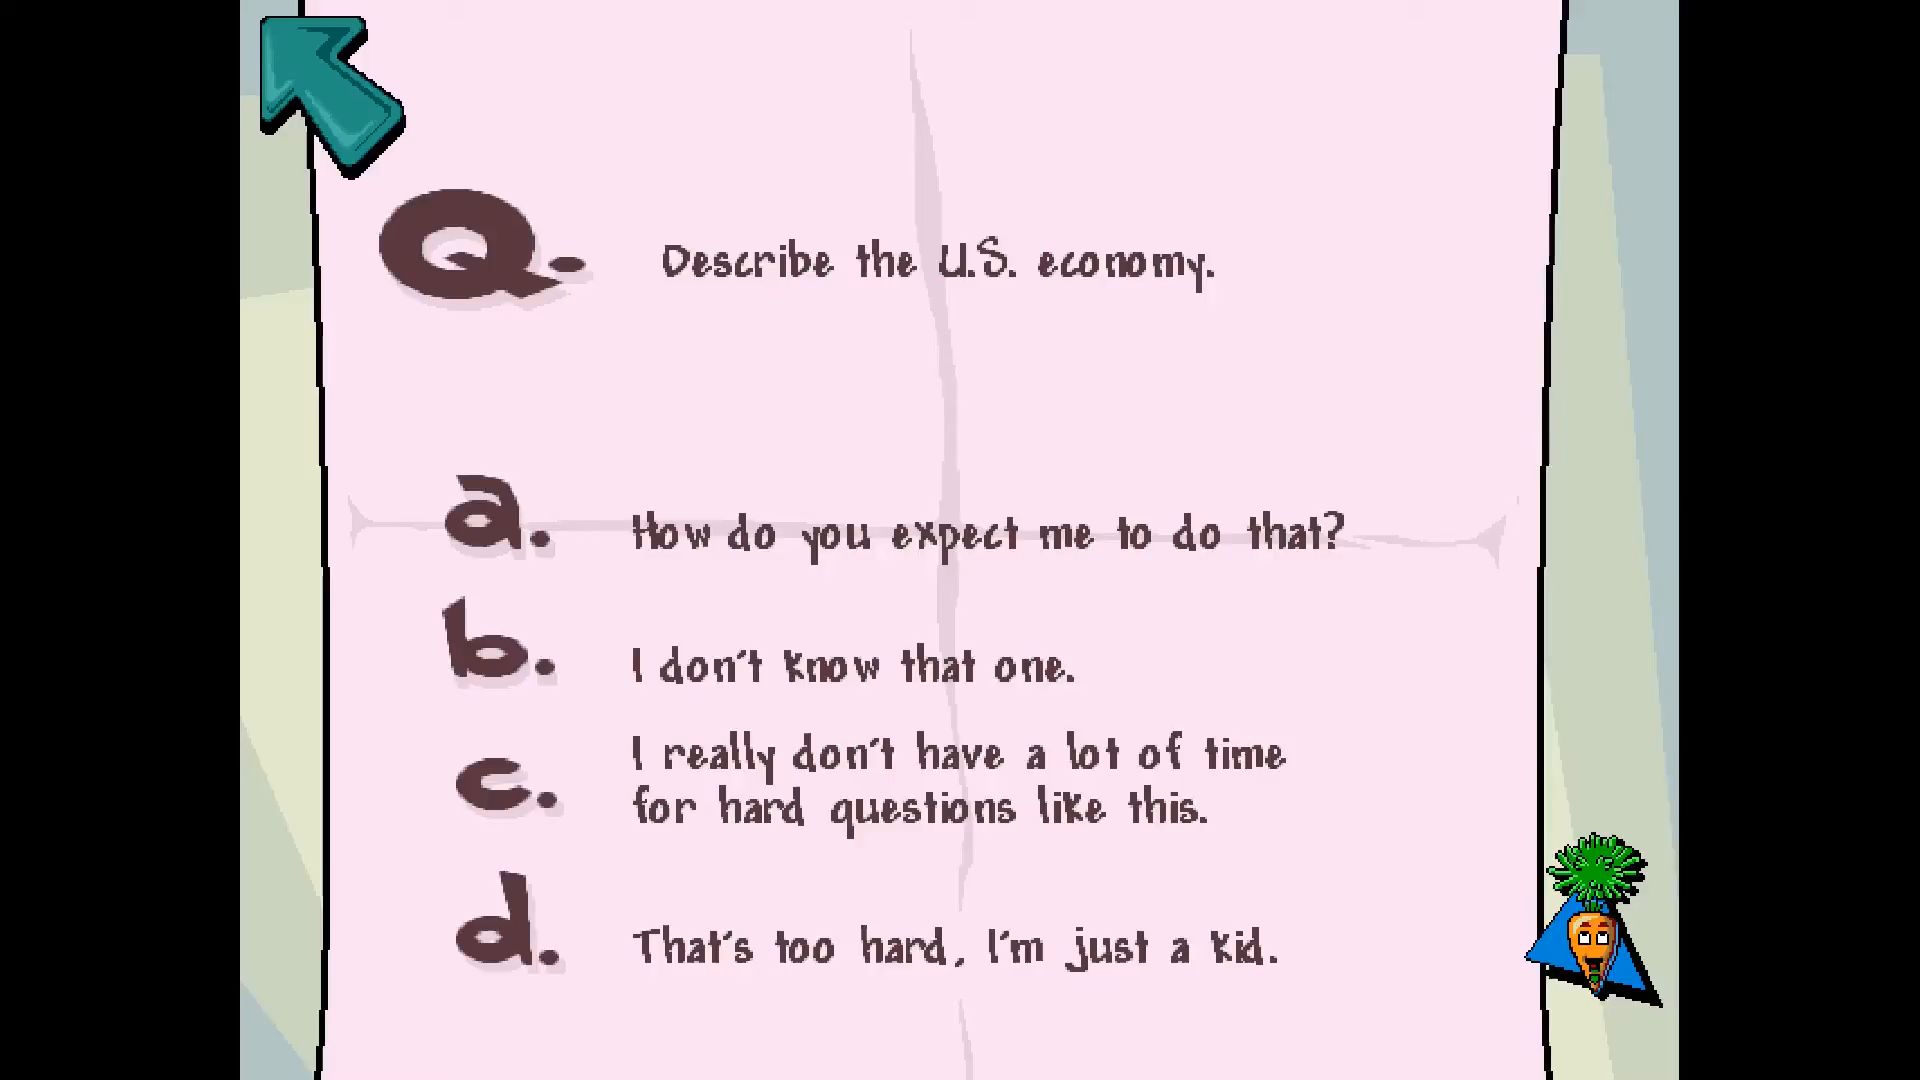 Q. Describe the U.S. economy.
a. How do you expect me to do that?
b. I don't know that one.
c. I really don't have a lot of time
for hard questions like this.
d. That's too hard, I'm just a kid.